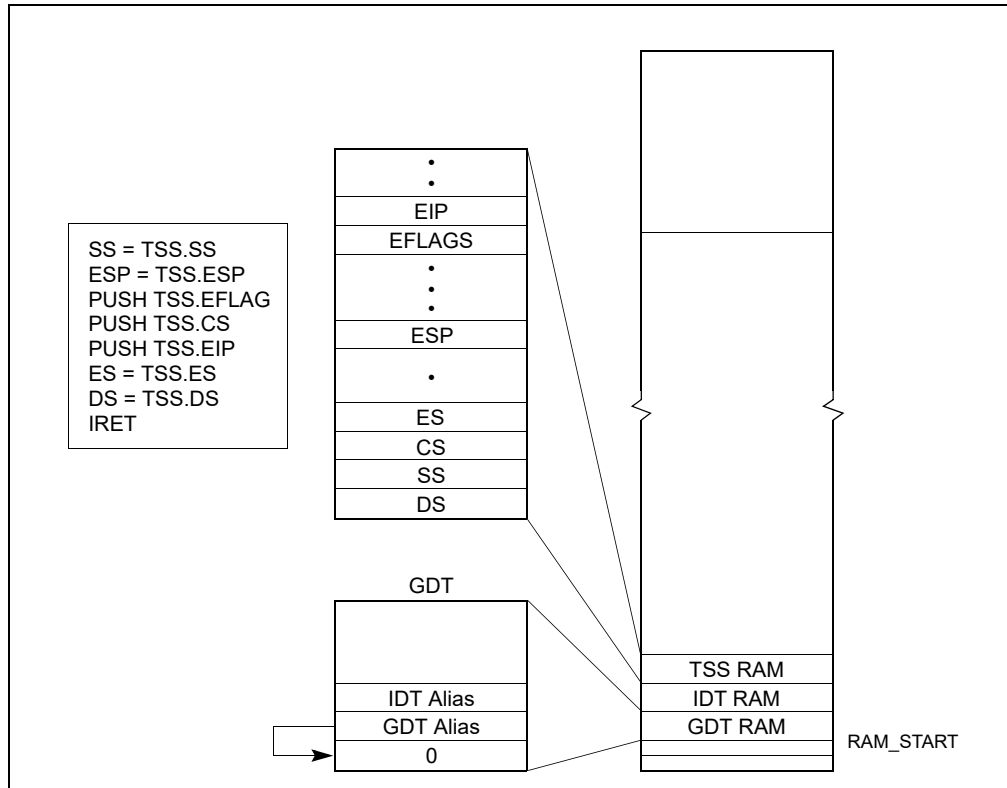 SS = TSS.SS
ESP = TSS.ESP
PUSH TSS.EFLAG
PUSH TSS.CS
PUSH TSS.EIP
ES = TSS.ES
DS = TSS.DS
IRET
EIP
EFLAGS
ESP
ES
CS
SS
DS
GDT
IDT Alias
GDT Alias
0
TSS RAM
IDT RAM
GDT RAM
RAM_START